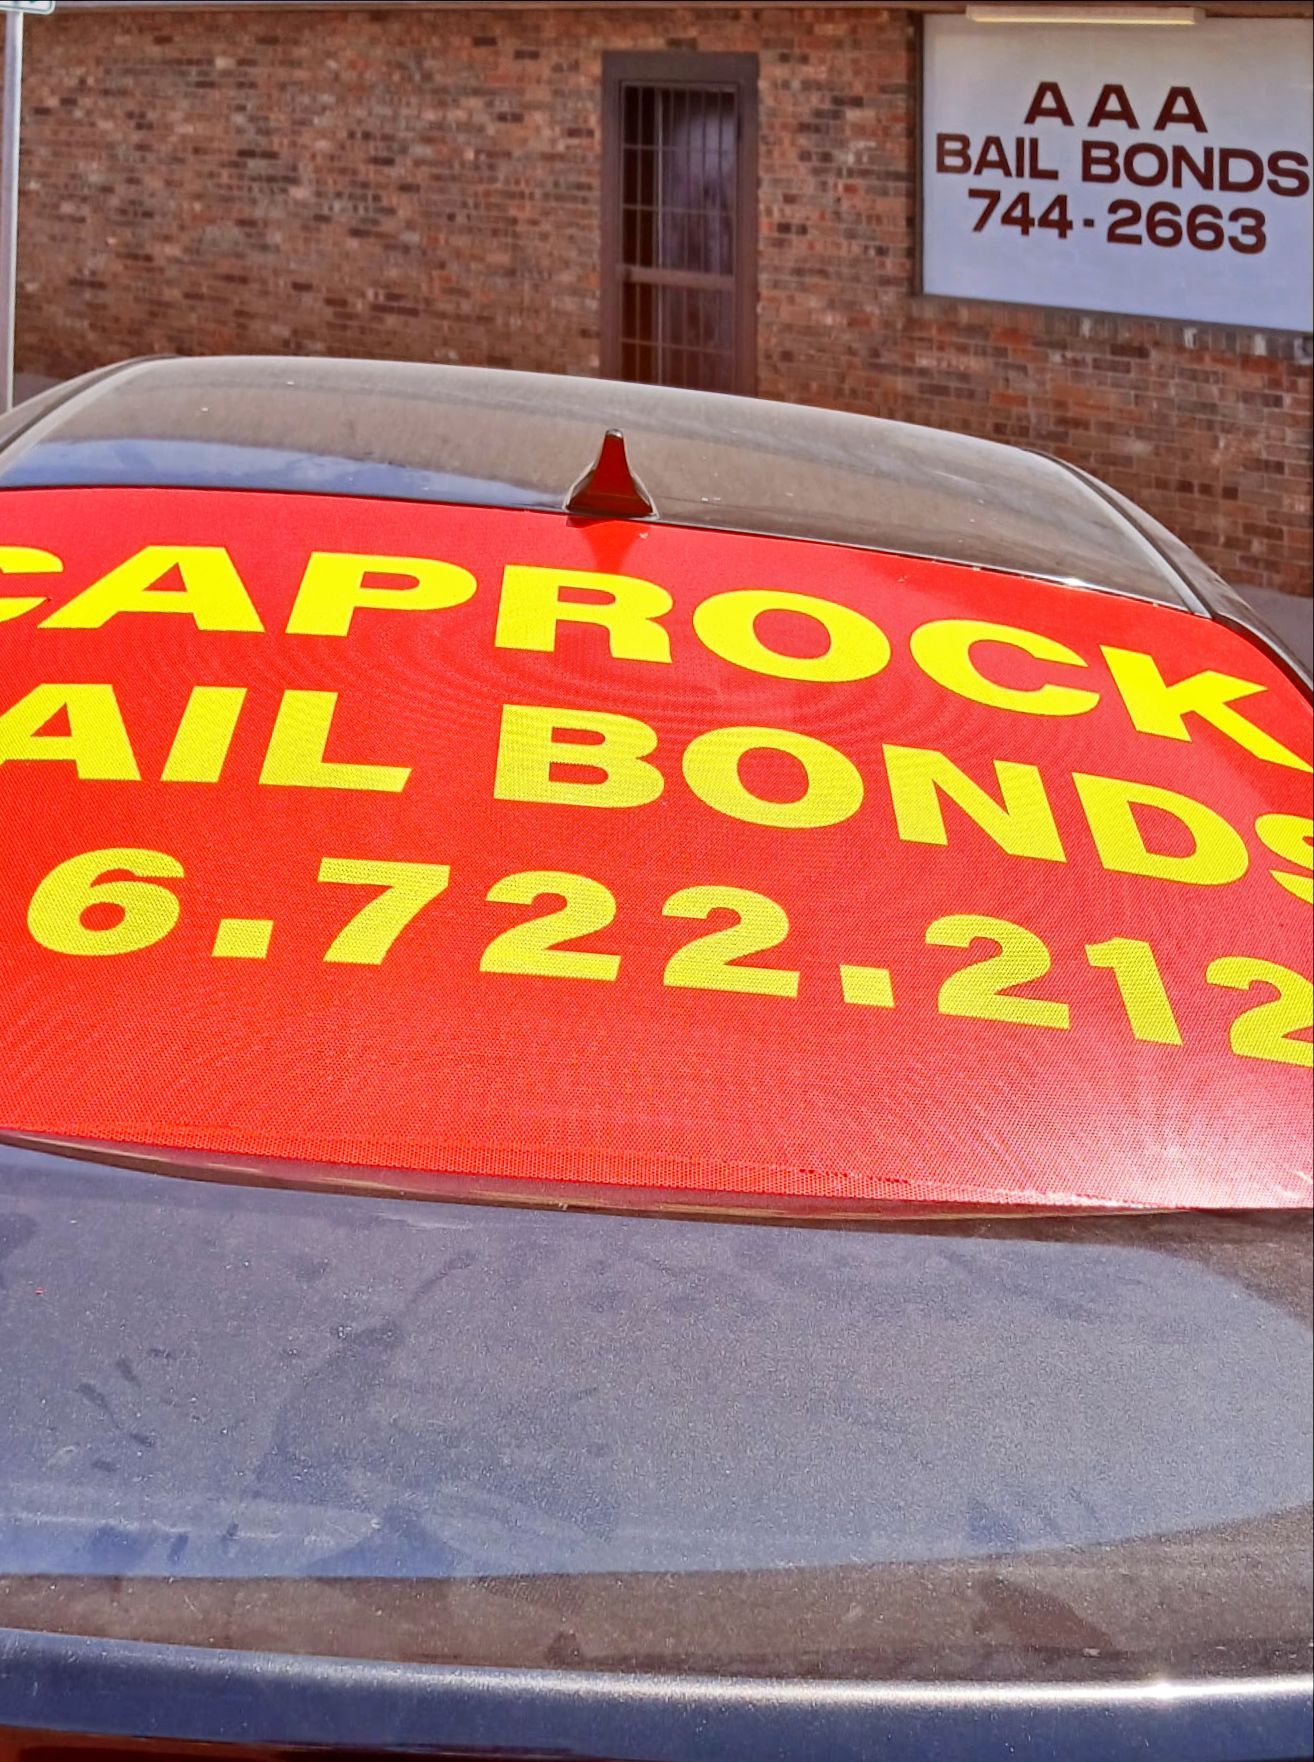 AAA
BAIL BONDS
744-2663
CAPROCK
AIL BONDS
6.722.212